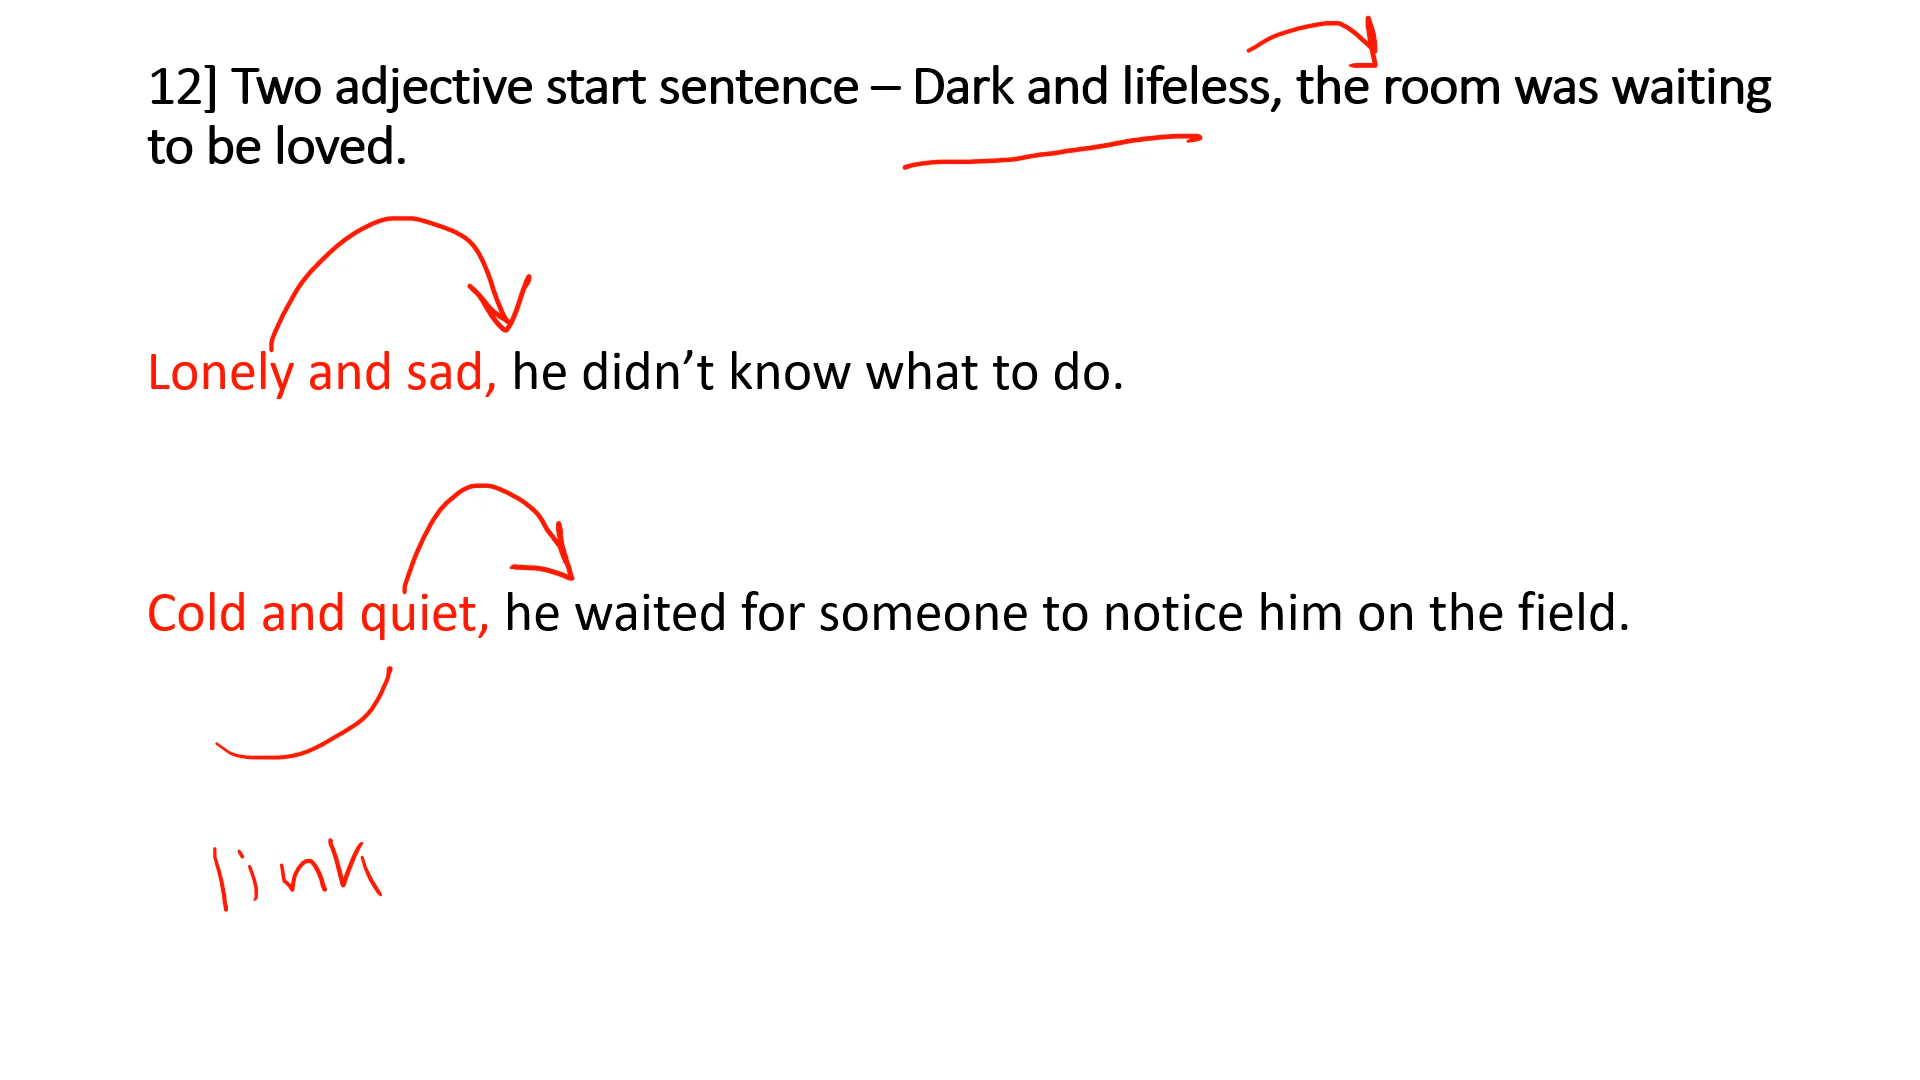 12] Two adjective start sentence – Dark and lifeless, the room was waiting
to be loved.
Lonely and sad, he didn’t know what to do.
Cold and quiet, he waited for someone to notice him on the field.
link